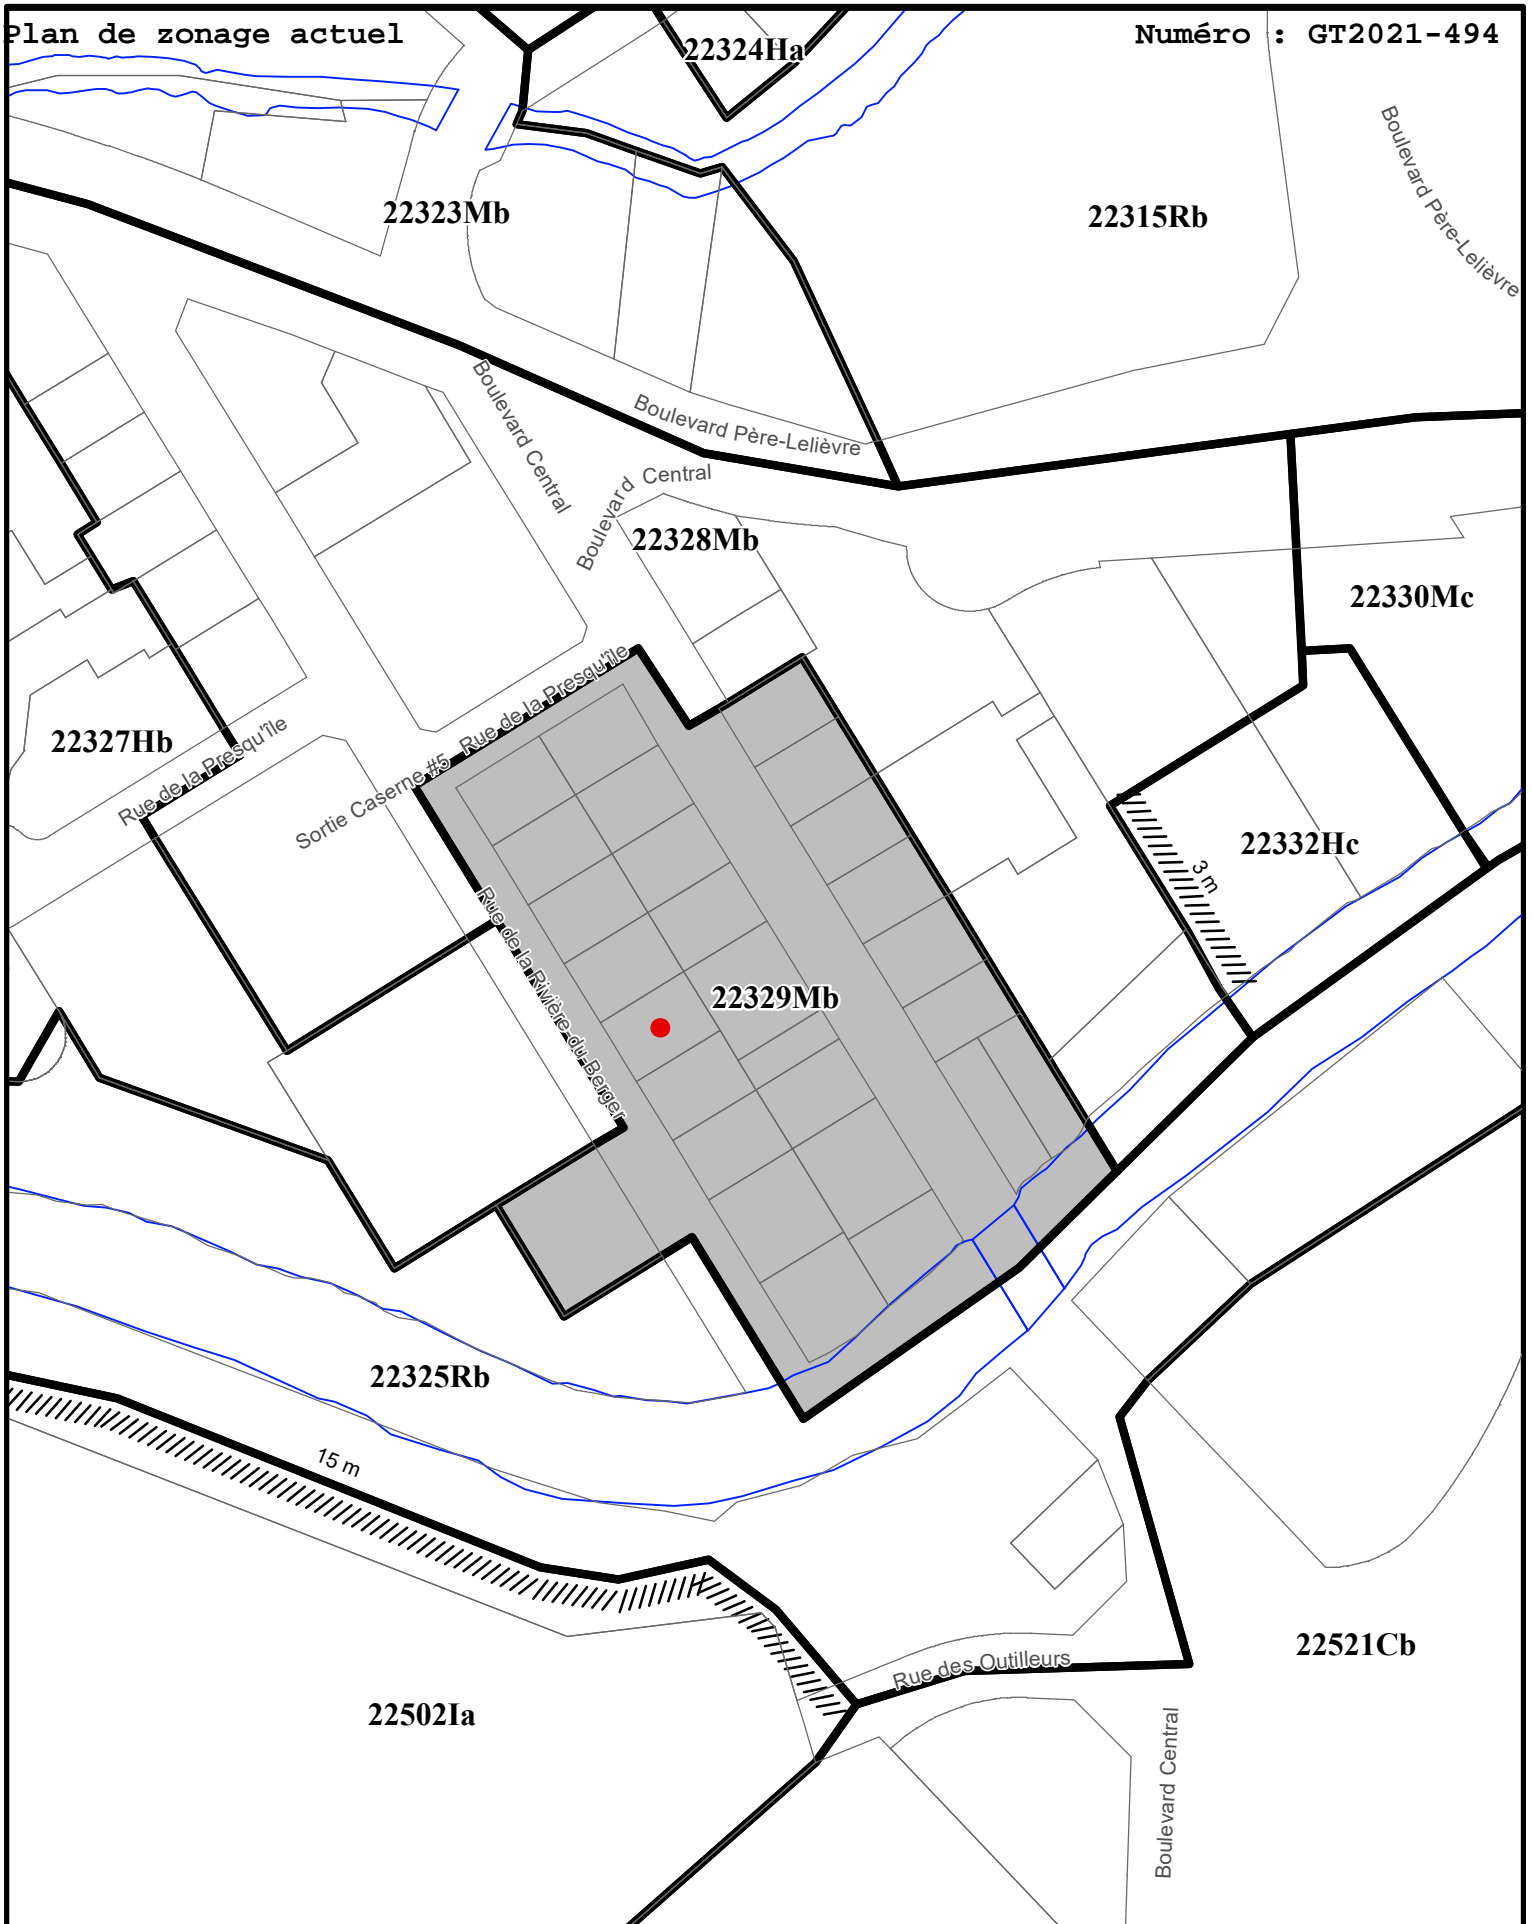 Plan de zonage actuel
Numéro : GT2021-494
22324Ha
Boulevard Père-Lelièvre
22323Mb
22315Rb
Boulevard Central
Boulevard Père-Lelièvre
Boulevard Central
22328Mb
22330Mc
Rue de la Presqu'île
22327Hb
Rue de la Presqu'île
Sortie Caserne #5
22332Hc
3 m
Rue de la Rivière-du-Berger
22329Mb
22325Rb
15 m
22521Cb
Rue des Outilleurs
22502Ia
Boulevard Central